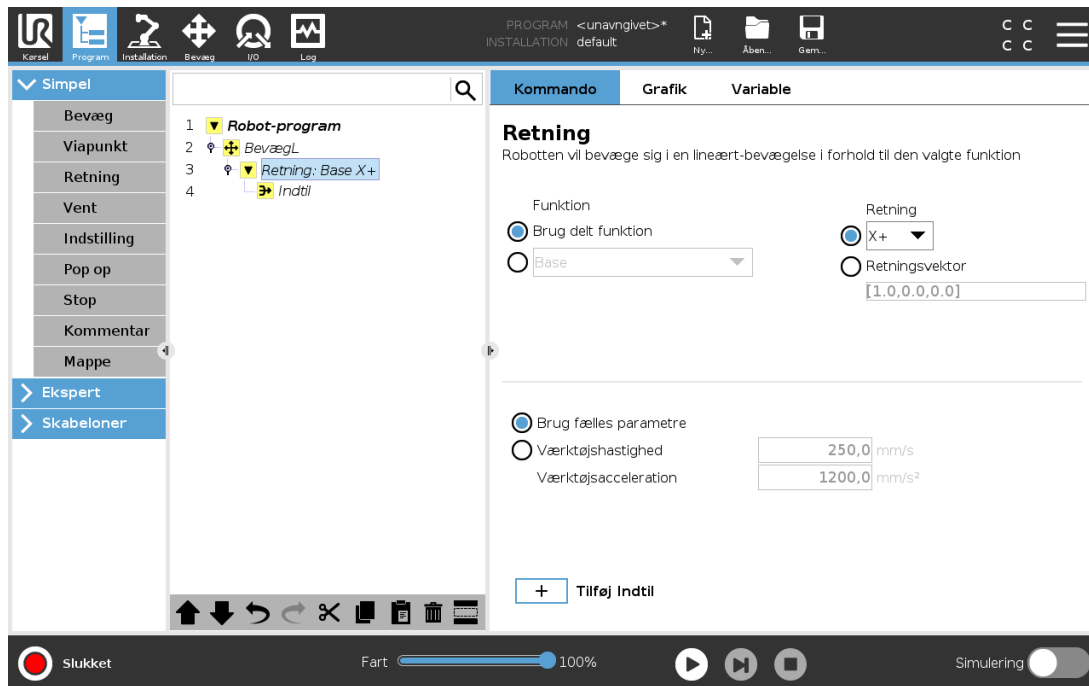 PROGRAM <unavngivet>*
INSTALLATION default
UR
Kørsel
Program
Installation
Bevæg
I/O
Log
Ny...
Åben...
Gem...
C C
C C
Simpel
Bevæg
Viapunkt
Retning
Vent
Indstilling
Pop op
Stop
Kommentar
Mappe
Ekspert
Skabeloner
1 Robot-program
2 BevægL
3 Retning: Base X+
4 Indtil
Kommando Grafik Variable
Retning
Robotten vil bevæge sig i en lineært-bevægelse i forhold til den valgte funktion
Funktion
Brug delt funktion
Base
Retning
X+
Retningsvektor
[1.0,0.0,0.0]
Brug fælles parametre
Værktøjshastighed 250,0 mm/s
Værktøjsacceleration 1200,0 mm/s²
+ Tilføj Indtil
Slukket
Fart 100%
Simulering